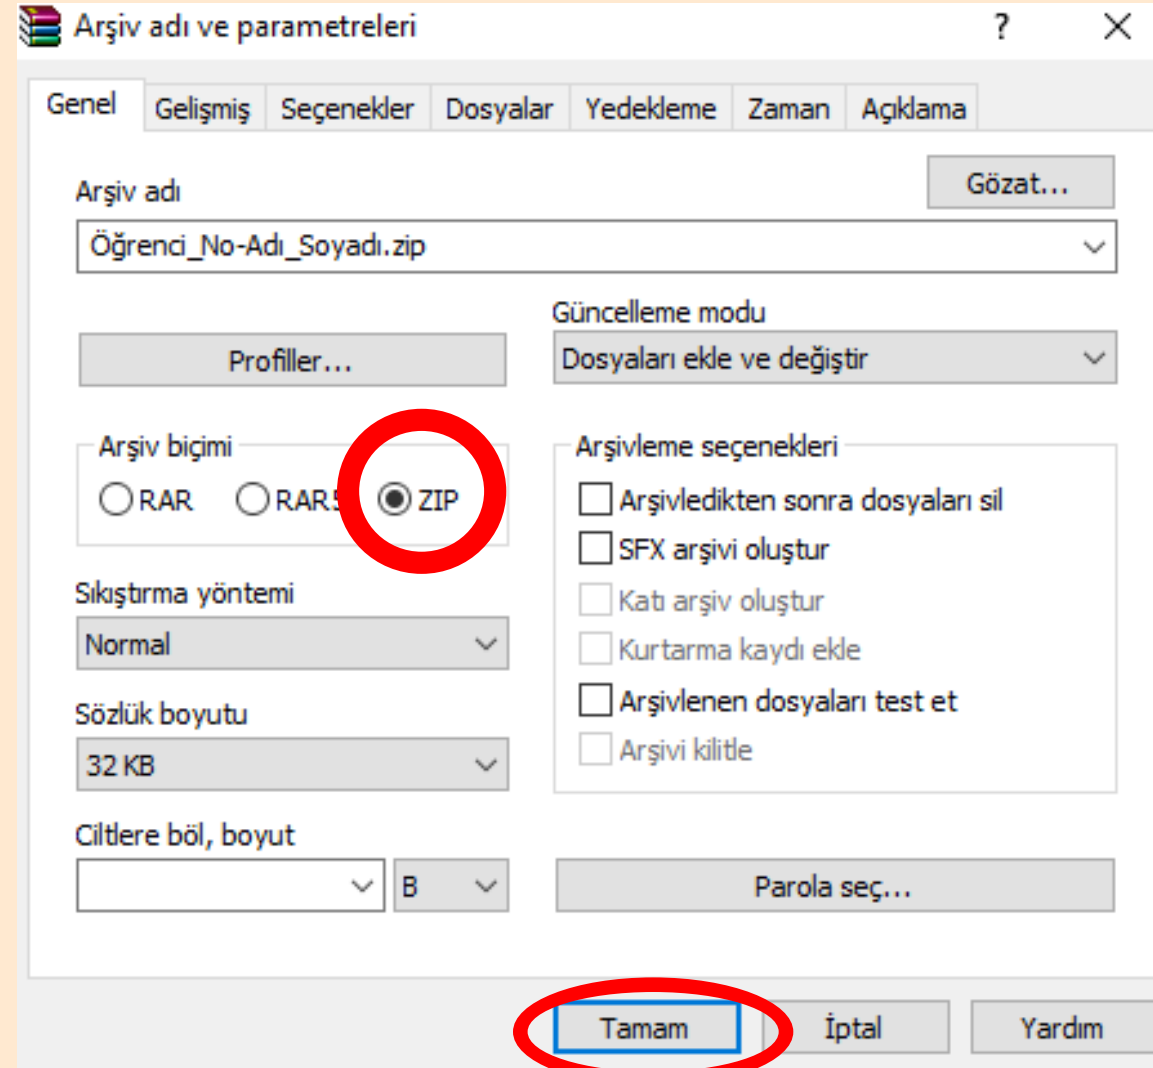 Arşiv adı ve parametreleri
?
Genel Gelişmiş Seçenekler Dosyalar Yedekleme Zaman Açıklama
Gözat...
Arşiv adı
Öğrenci_No-Adı_Soyadı.zip
Güncelleme modu
Profiller...
Dosyaları ekle ve değiştir
Arşiv biçimi
RAR RAR5 ZIP
Sıkıştırma yöntemi
Normal
Sözlük boyutu
32 KB
Ciltlere böl, boyut
B
Arşivleme seçenekleri
Arşivledikten sonra dosyaları sil
SFX arşivi oluştur
Katı arşiv oluştur
Kurtarma kaydı ekle
Arşivlenen dosyaları test et
Arşivi kilitle
Parola seç...
Tamam İptal Yardım